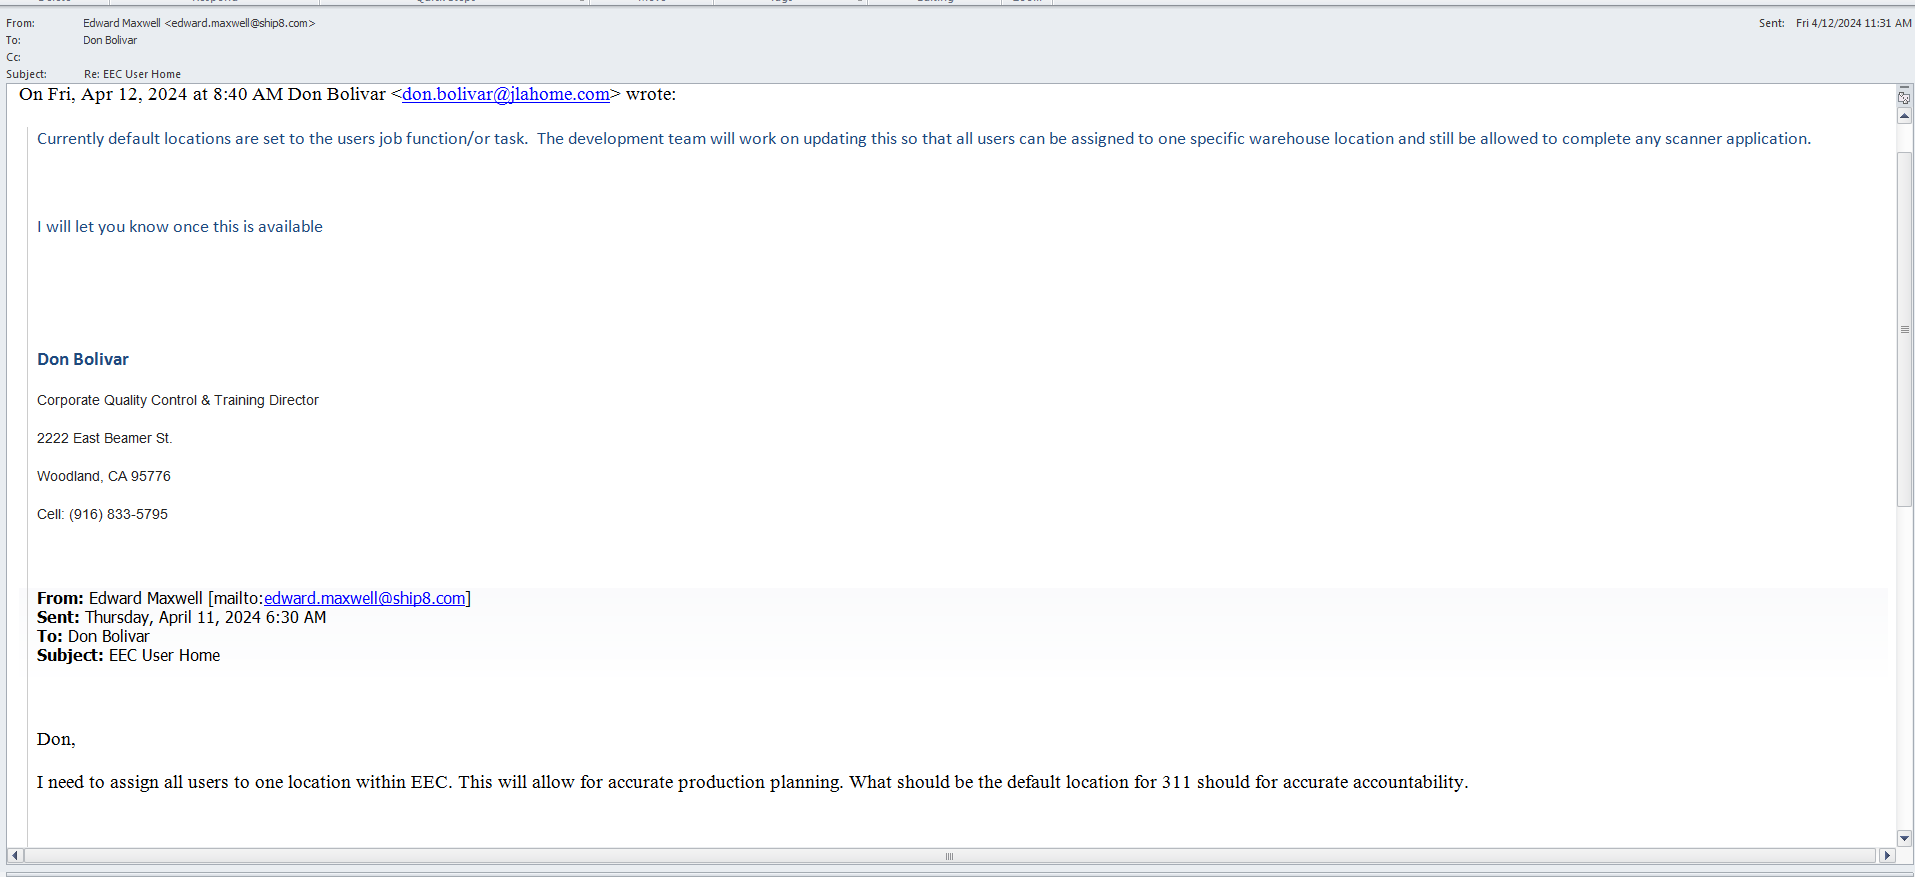 From: Edward Maxwell <edward.maxwell@ship8.com> Sent: Fri 4/12/2024 11:31 AM
To: Don Bolivar
Cc:
Subject: Re: EEC User Home
On Fri, Apr 12, 2024 at 8:40 AM Don Bolivar <don.bolivar@jlahome.com> wrote:
Currently default locations are set to the users job function/or task.  The development team will work on updating this so that all users can be assigned to one specific warehouse location and still be allowed to complete any scanner application.
I will let you know once this is available
Don Bolivar
Corporate Quality Control & Training Director
2222 East Beamer St.
Woodland, CA 95776
Cell: (916) 833-5795
From: Edward Maxwell [mailto:edward.maxwell@ship8.com]
Sent: Thursday, April 11, 2024 6:30 AM
To: Don Bolivar
Subject: EEC User Home
Don,
I need to assign all users to one location within EEC. This will allow for accurate production planning. What should be the default location for 311 should for accurate accountability.